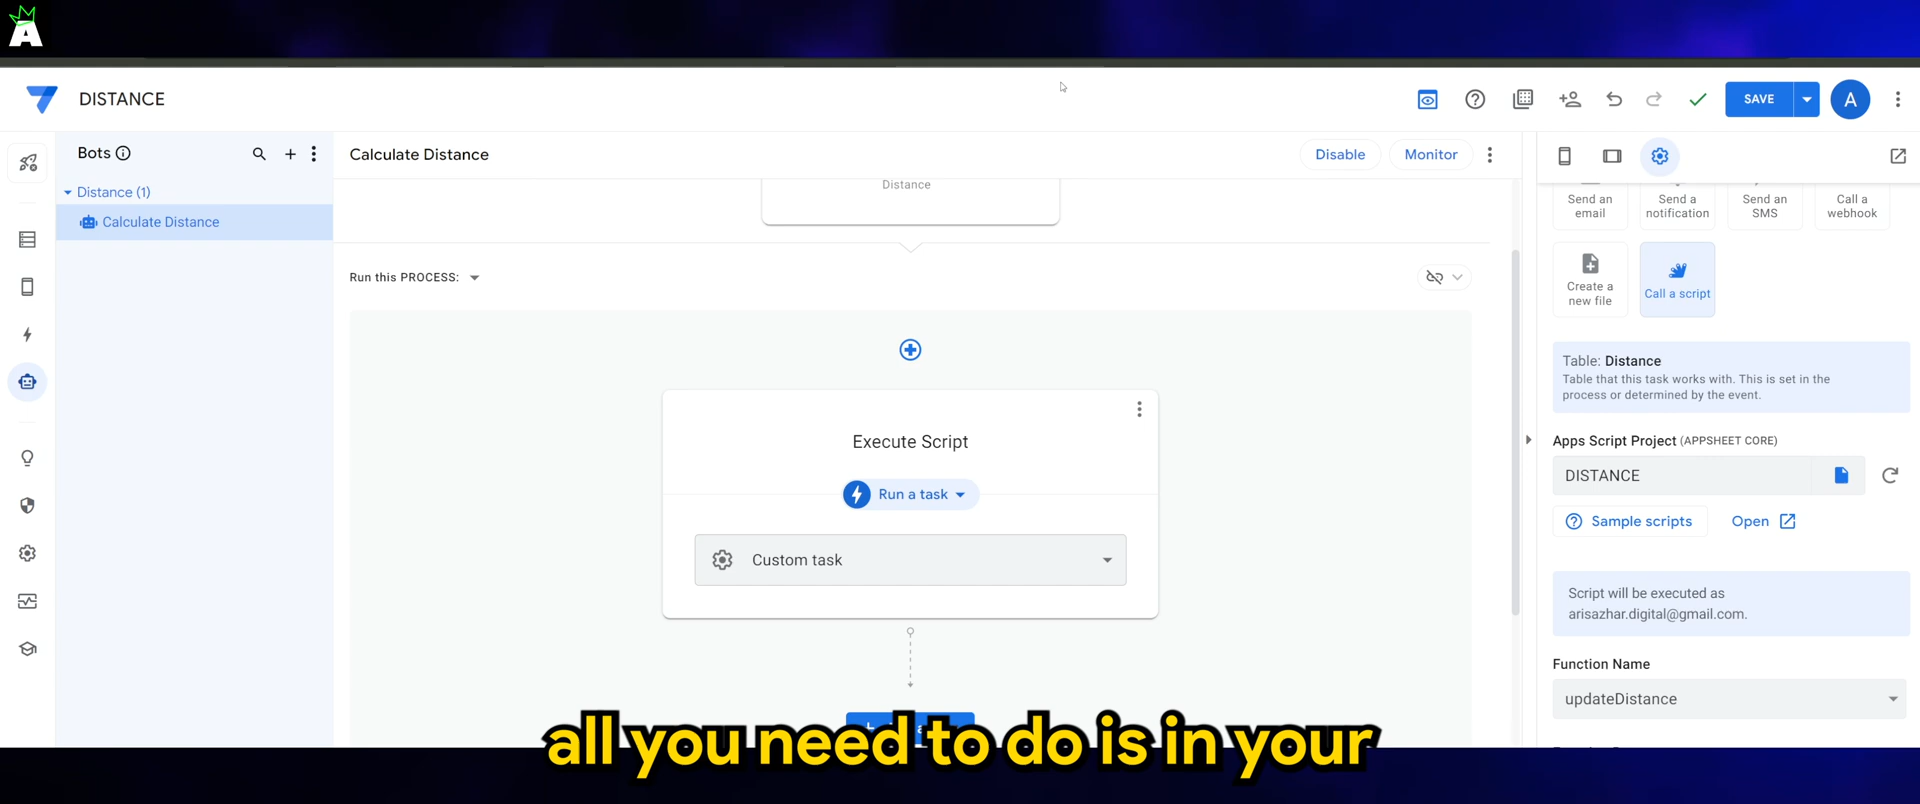 A
DISTANCE
SAVE
A
Bots
Distance (1)
Calculate Distance
Calculate Distance
Disable
Monitor
Distance
Run this PROCESS:
Execute Script
Run a task
Custom task
Send an
email
Send a
notification
Send an
SMS
Call a
webhook
Create a
new file
Call a script
Table: Distance
Table that this task works with. This is set in the
process or determined by the event.
Apps Script Project (APPSHEET CORE)
DISTANCE
Sample scripts
Open
Script will be executed as
arisazhar.digital@gmail.com.
Function Name
updateDistance
all you need to do is in your